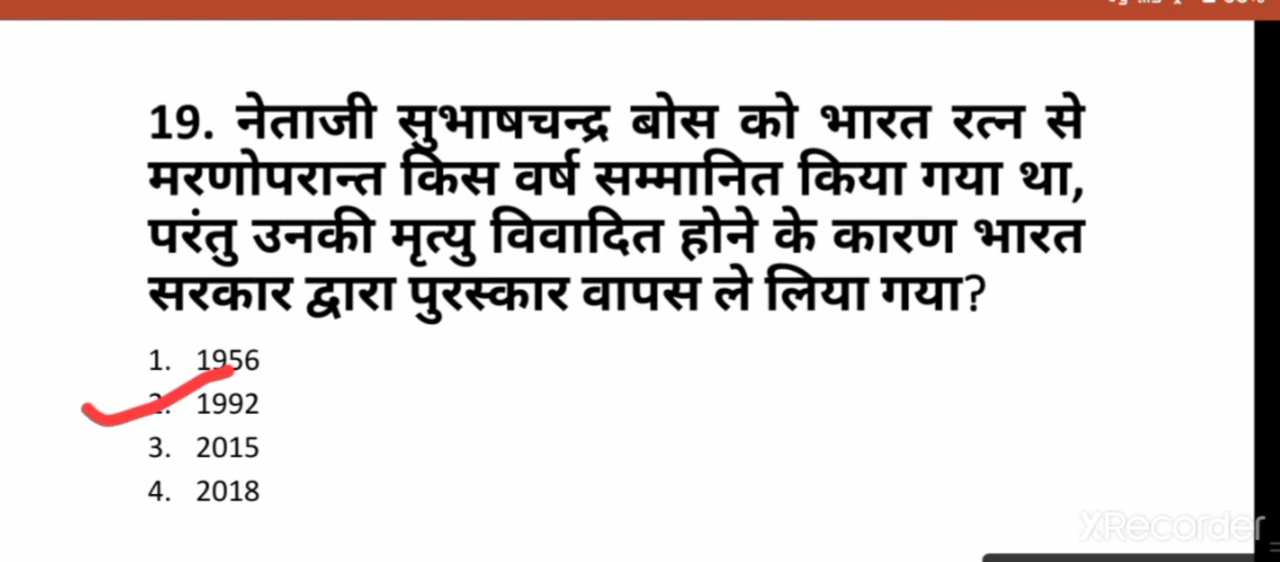 19. नेताजी सुभाषचन्द्र बोस को भारत रत्न से
मरणोपरान्त किस वर्ष सम्मानित किया गया था,
परंतु उनकी मृत्यु विवादित होने के कारण भारत
सरकार द्वारा पुरस्कार वापस ले लिया गया?
1. 1956
2. 1992
3. 2015
4. 2018
XRecorder